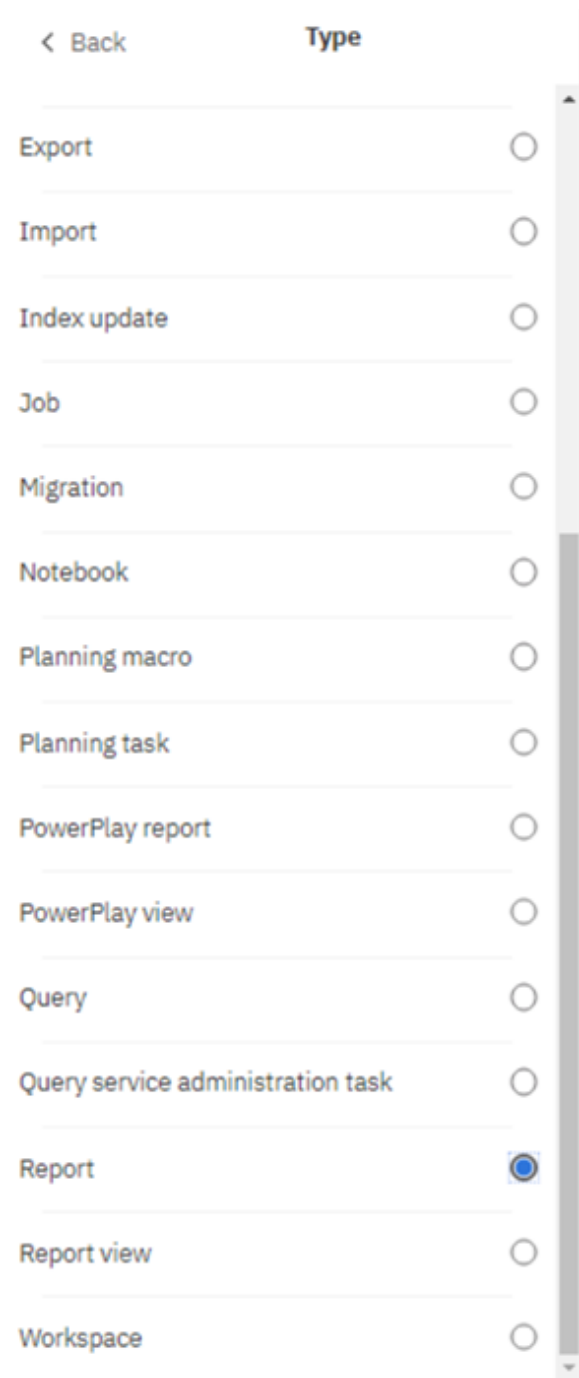 Back
Type
Export
Import
Index update
Job
Migration
Notebook
Planning macro
Planning task
PowerPlay report
PowerPlay view
Query
Query service administration task
Report
Report view
Workspace